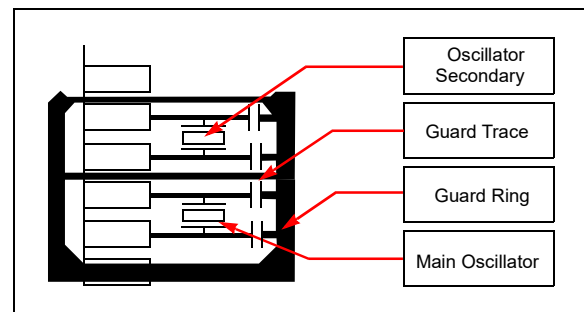 Oscillator
Secondary
Guard Trace
Guard Ring
Main Oscillator